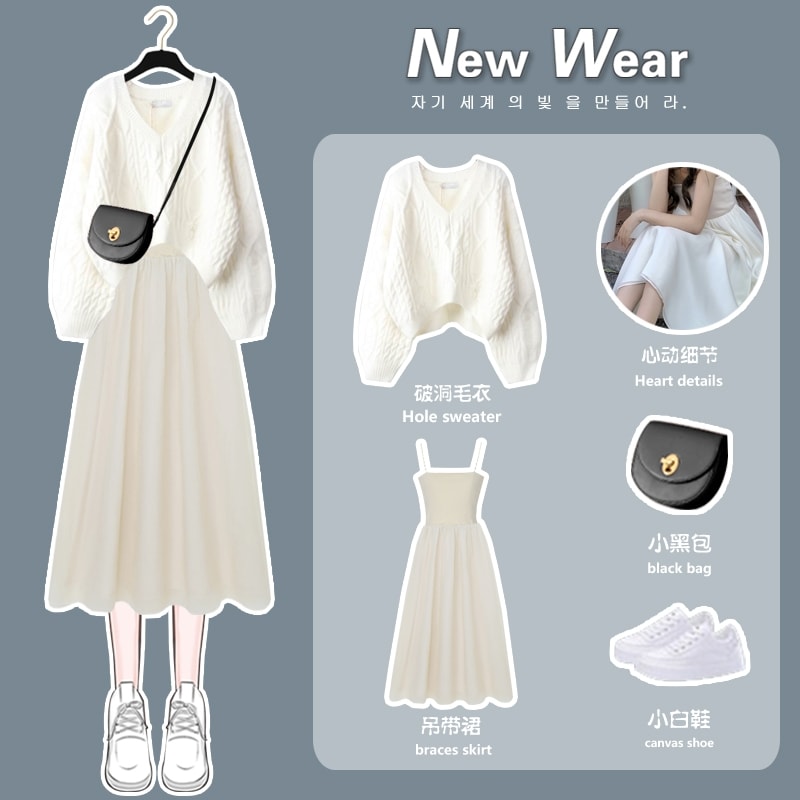 New Wear
자기 세계 의 빛 을 만들어 라.
破洞毛衣
Hole sweater
心动细节
Heart details
小黑包
black bag
吊带裙
braces skirt
小白鞋
canvas shoe